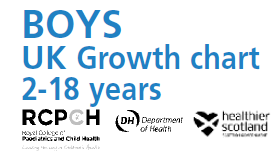 BOYS
UK Growth chart
2-18 years
RCPCH
Royal College of
Paediatrics and Child Health
DH Department
of Health
healthier
scotland